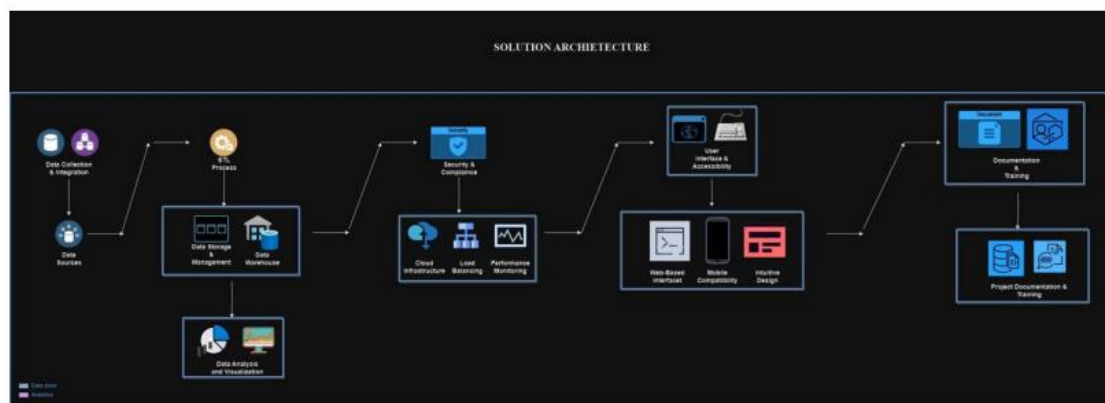 SOLUTION ARCHIETECTURE
Data Collection
& Integration
Data
Sources
ETL
Process
Data Storage
&
Management
Data
Warehouse
Data Analysis
and Visualization
Security
Security &
Compliance
Cloud
Infrastructure
Load
Balancing
Performance
Monitoring
User
Interface &
Accessibility
Web-Based
Interfacet
Mobile
Compatibility
Intuitive
Design
Document
Documentation
&
Training
Project Documentation &
Training
Analytics